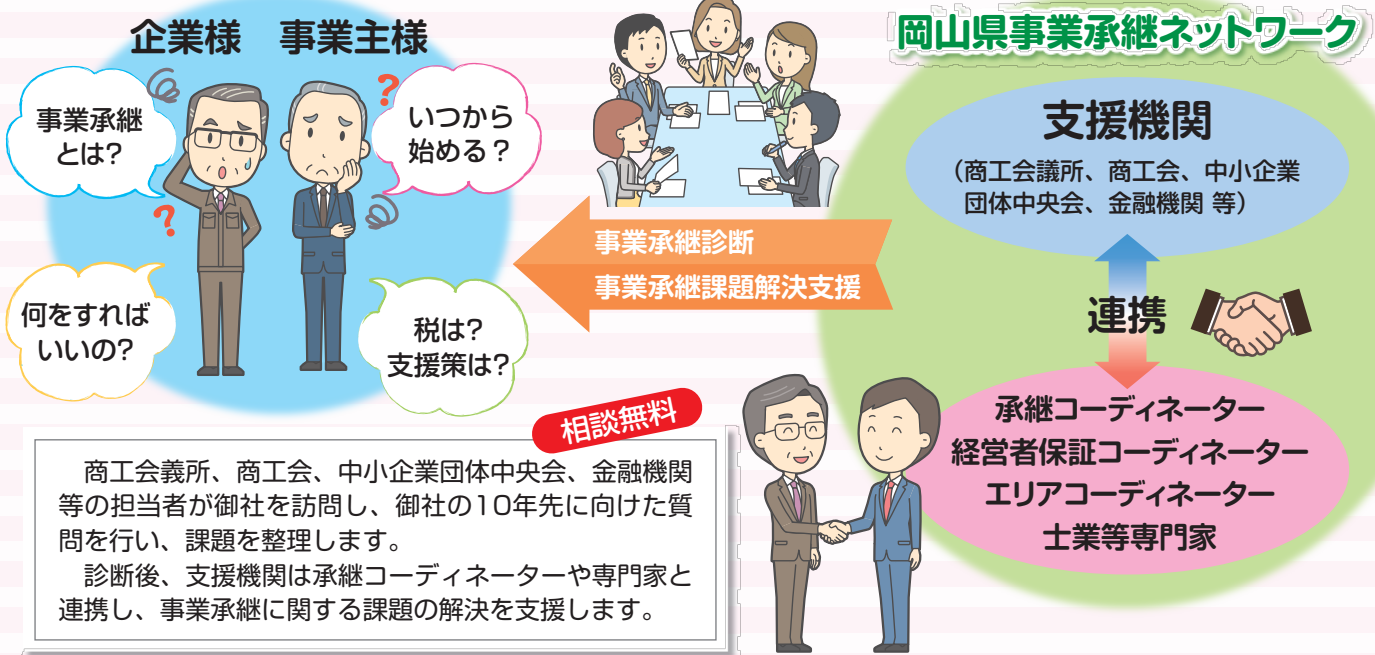 企業様　事業主様
事業承継
とは?
いつから
始める？
何をすれば
いいの?
税は?
支援策は?
事業承継診断
事業承継課題解決支援
岡山県事業承継ネットワーク
支援機関
（商工会議所、商工会、中小企業
団体中央会、金融機関 等）
連携
承継コーディネーター
経営者保証コーディネーター
エリアコーディネーター
士業等専門家
相談無料
商工会義所、商工会、中小企業団体中央会、金融機関
等の担当者が御社を訪問し、御社の10年先に向けた質
問を行い、課題を整理します。
診断後、支援機関は承継コーディネーターや専門家と
連携し、事業承継に関する課題の解決を支援します。